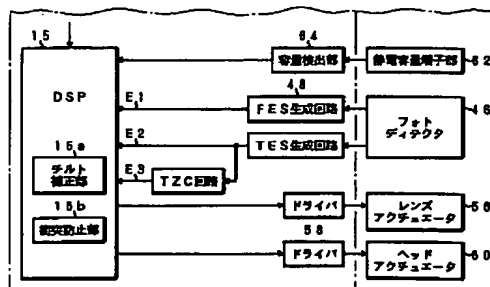 15
64
容量検出部
静電容量端子部
62
DSP
48
E1
FES生成回路
フォト
ディテクタ
46
E2
TES生成回路
15a
チルト
補正部
E3
TZC回路
15b
衝突防止部
ドライバ
レンズ
アクチュエータ
56
58
ドライバ
ヘッド
アクチュエータ
60